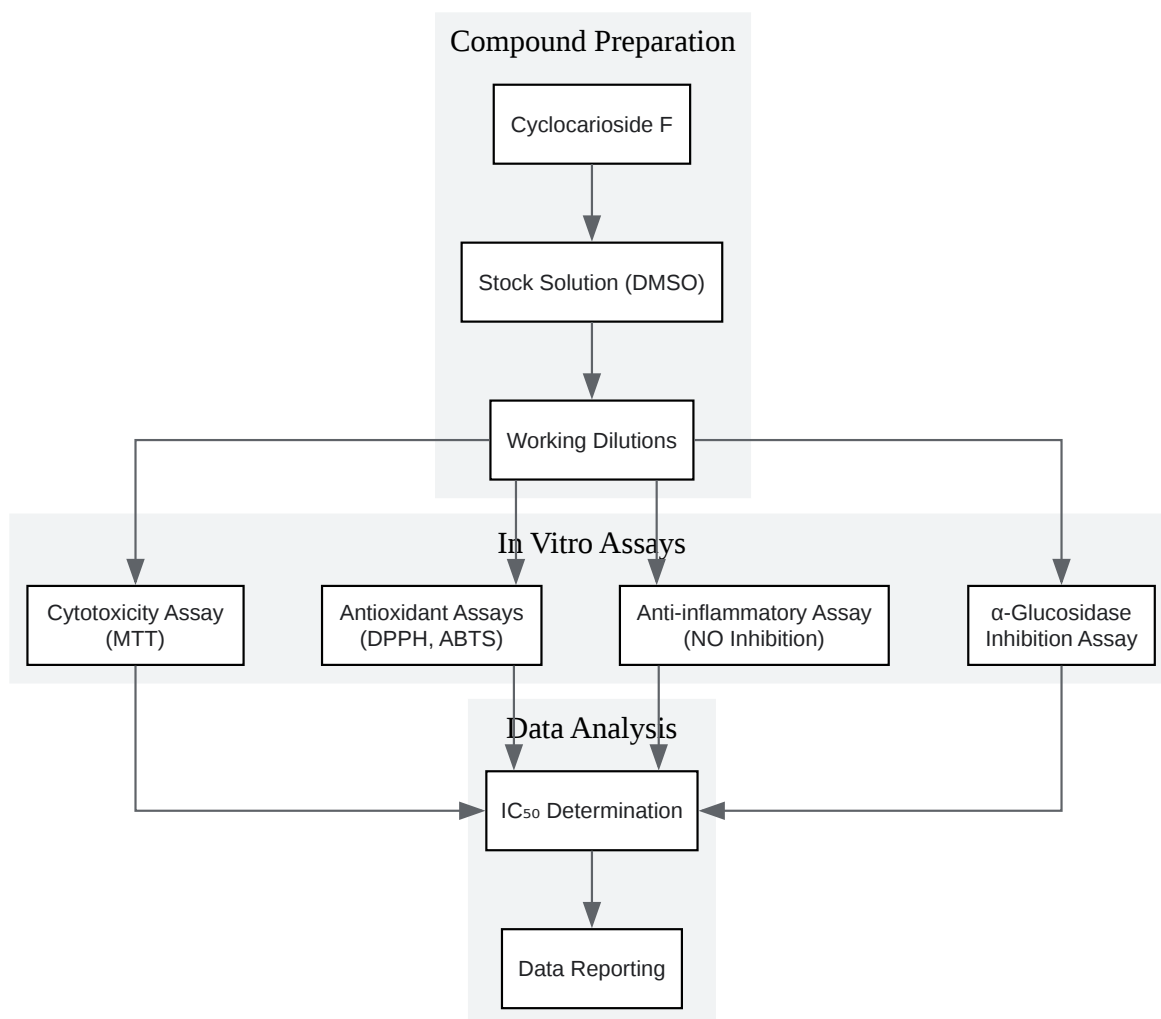 Compound Preparation
Cyclocarioside F
Stock Solution (DMSO)
Working Dilutions
In Vitro Assays
Cytotoxicity Assay
(MTT)
Antioxidant Assays
(DPPH, ABTS)
Anti-inflammatory Assay
(NO Inhibition)
α-Glucosidase
Inhibition Assay
Data Analysis
IC₅₀ Determination
Data Reporting